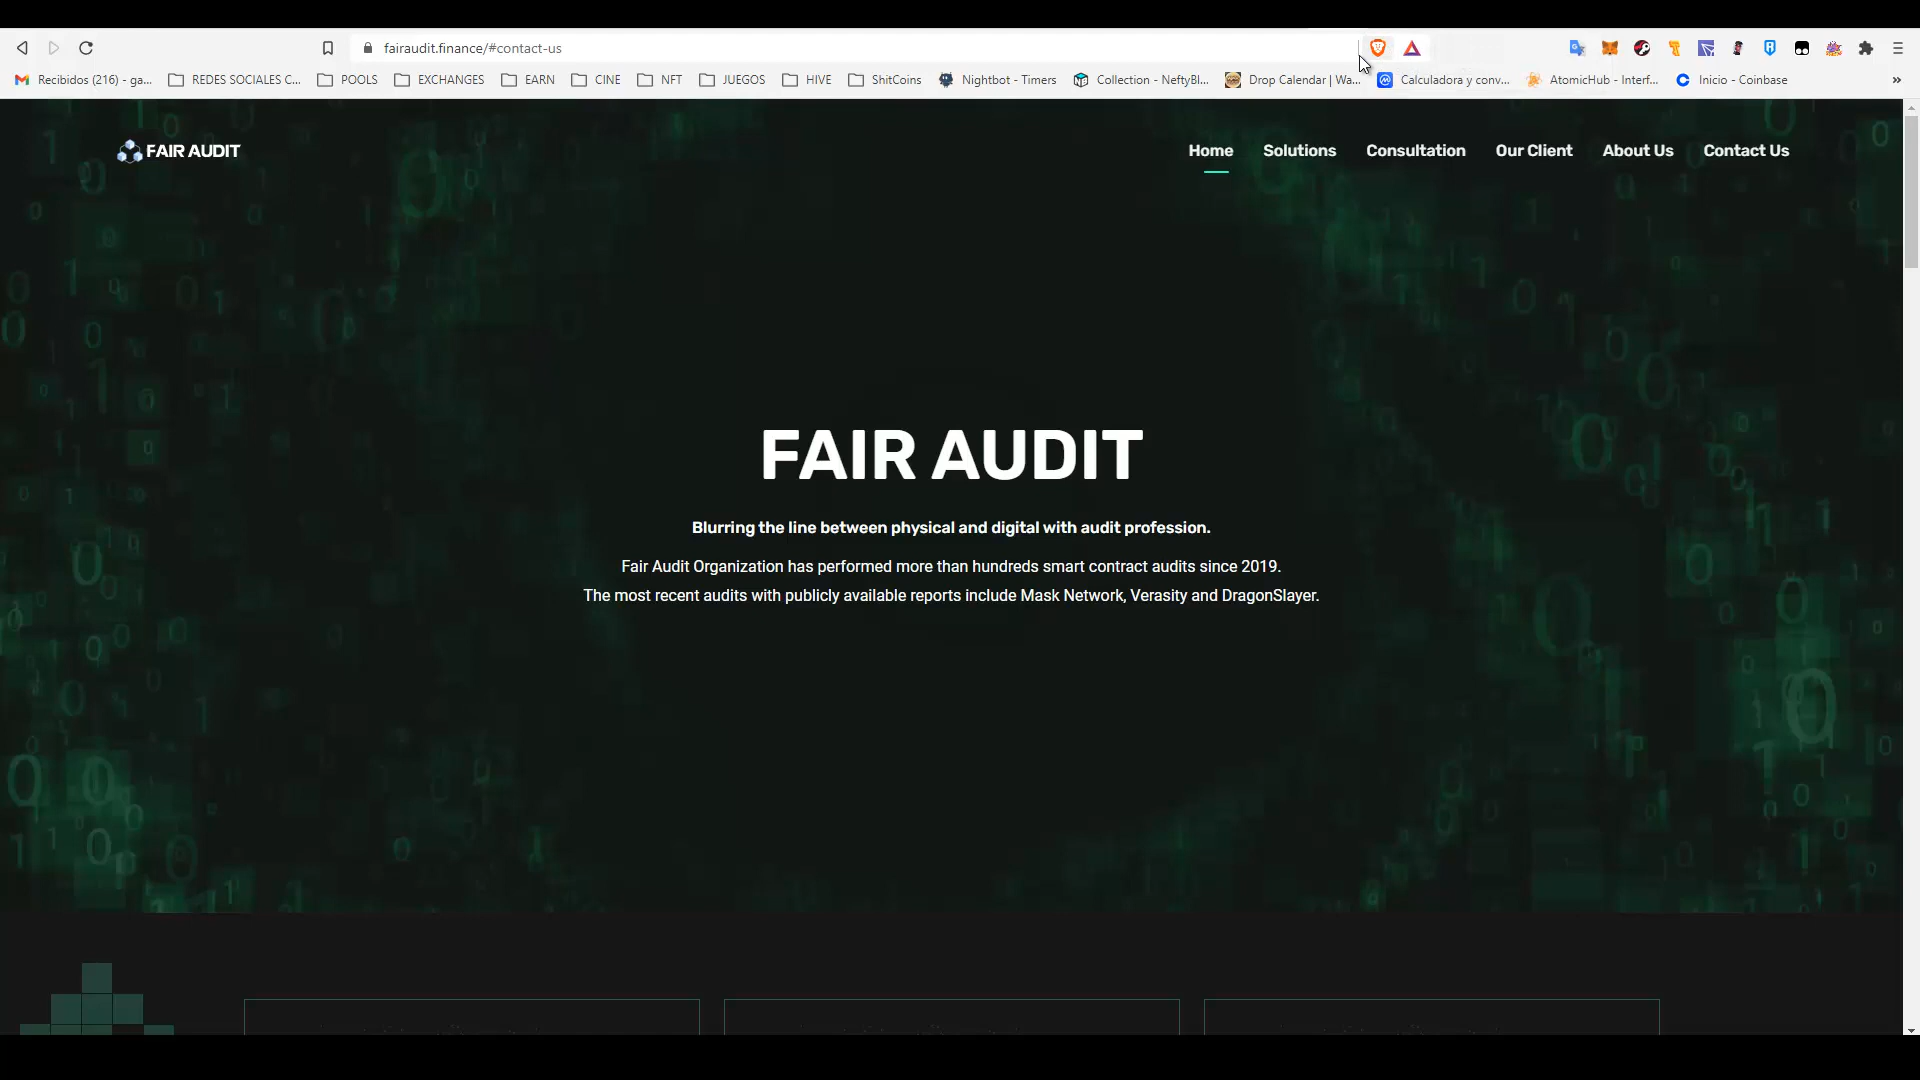 fairaudit.finance/#contact-us
Recibidos (216) - ga...
REDES SOCIALES C...
POOLS
EXCHANGES
EARN
CINE
NFT
JUEGOS
HIVE
ShitCoins
Nightbot - Timers
Collection - NeftyBl...
Drop Calendar | Wa...
Calculadora y conv...
AtomicHub - Interf...
Inicio - Coinbase
»
FAIR AUDIT
Home
Solutions
Consultation
Our Client
About Us
Contact Us
FAIR AUDIT
Blurring the line between physical and digital with audit profession.
Fair Audit Organization has performed more than hundreds smart contract audits since 2019.
The most recent audits with publicly available reports include Mask Network, Verasity and DragonSlayer.